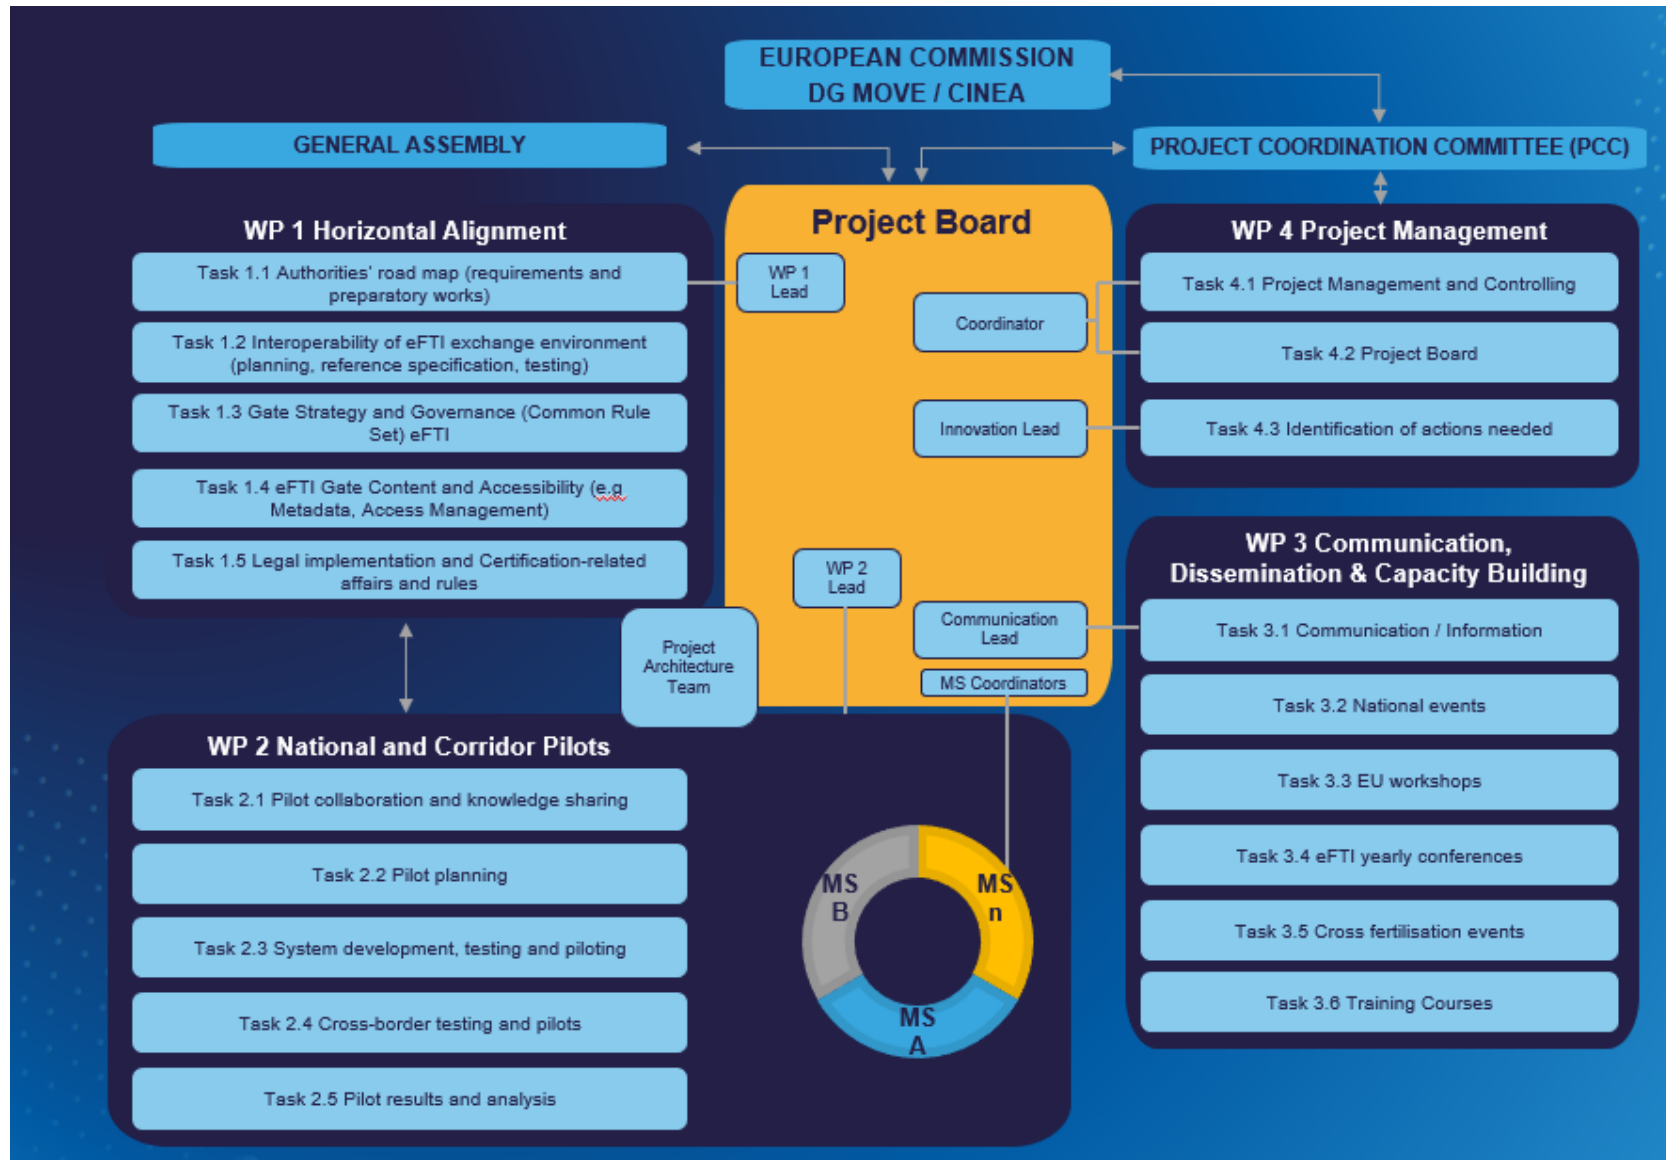 EUROPEAN COMMISSION
DG MOVE / CINEA
GENERAL ASSEMBLY
PROJECT COORDINATION COMMITTEE (PCC)
WP 1 Horizontal Alignment
Task 1.1 Authorities' road map (requirements and
preparatory works)
Task 1.2 Interoperability of eFTI exchange environment
(planning, reference specification, testing)
Task 1.3 Gate Strategy and Governance (Common Rule
Set) eFTI
Task 1.4 eFTI Gate Content and Accessibility (e.g
Metadata, Access Management)
Task 1.5 Legal implementation and Certification-related
affairs and rules
Project Board
WP 1
Lead
Coordinator
Innovation Lead
WP 2
Lead
Communication
Lead
MS Coordinators
Project
Architecture
Team
WP 4 Project Management
Task 4.1 Project Management and Controlling
Task 4.2 Project Board
Task 4.3 Identification of actions needed
WP 3 Communication,
Dissemination & Capacity Building
Task 3.1 Communication / Information
Task 3.2 National events
Task 3.3 EU workshops
Task 3.4 eFTI yearly conferences
Task 3.5 Cross fertilisation events
Task 3.6 Training Courses
WP 2 National and Corridor Pilots
Task 2.1 Pilot collaboration and knowledge sharing
Task 2.2 Pilot planning
Task 2.3 System development, testing and piloting
Task 2.4 Cross-border testing and pilots
Task 2.5 Pilot results and analysis
MS
B
MS
n
MS
A